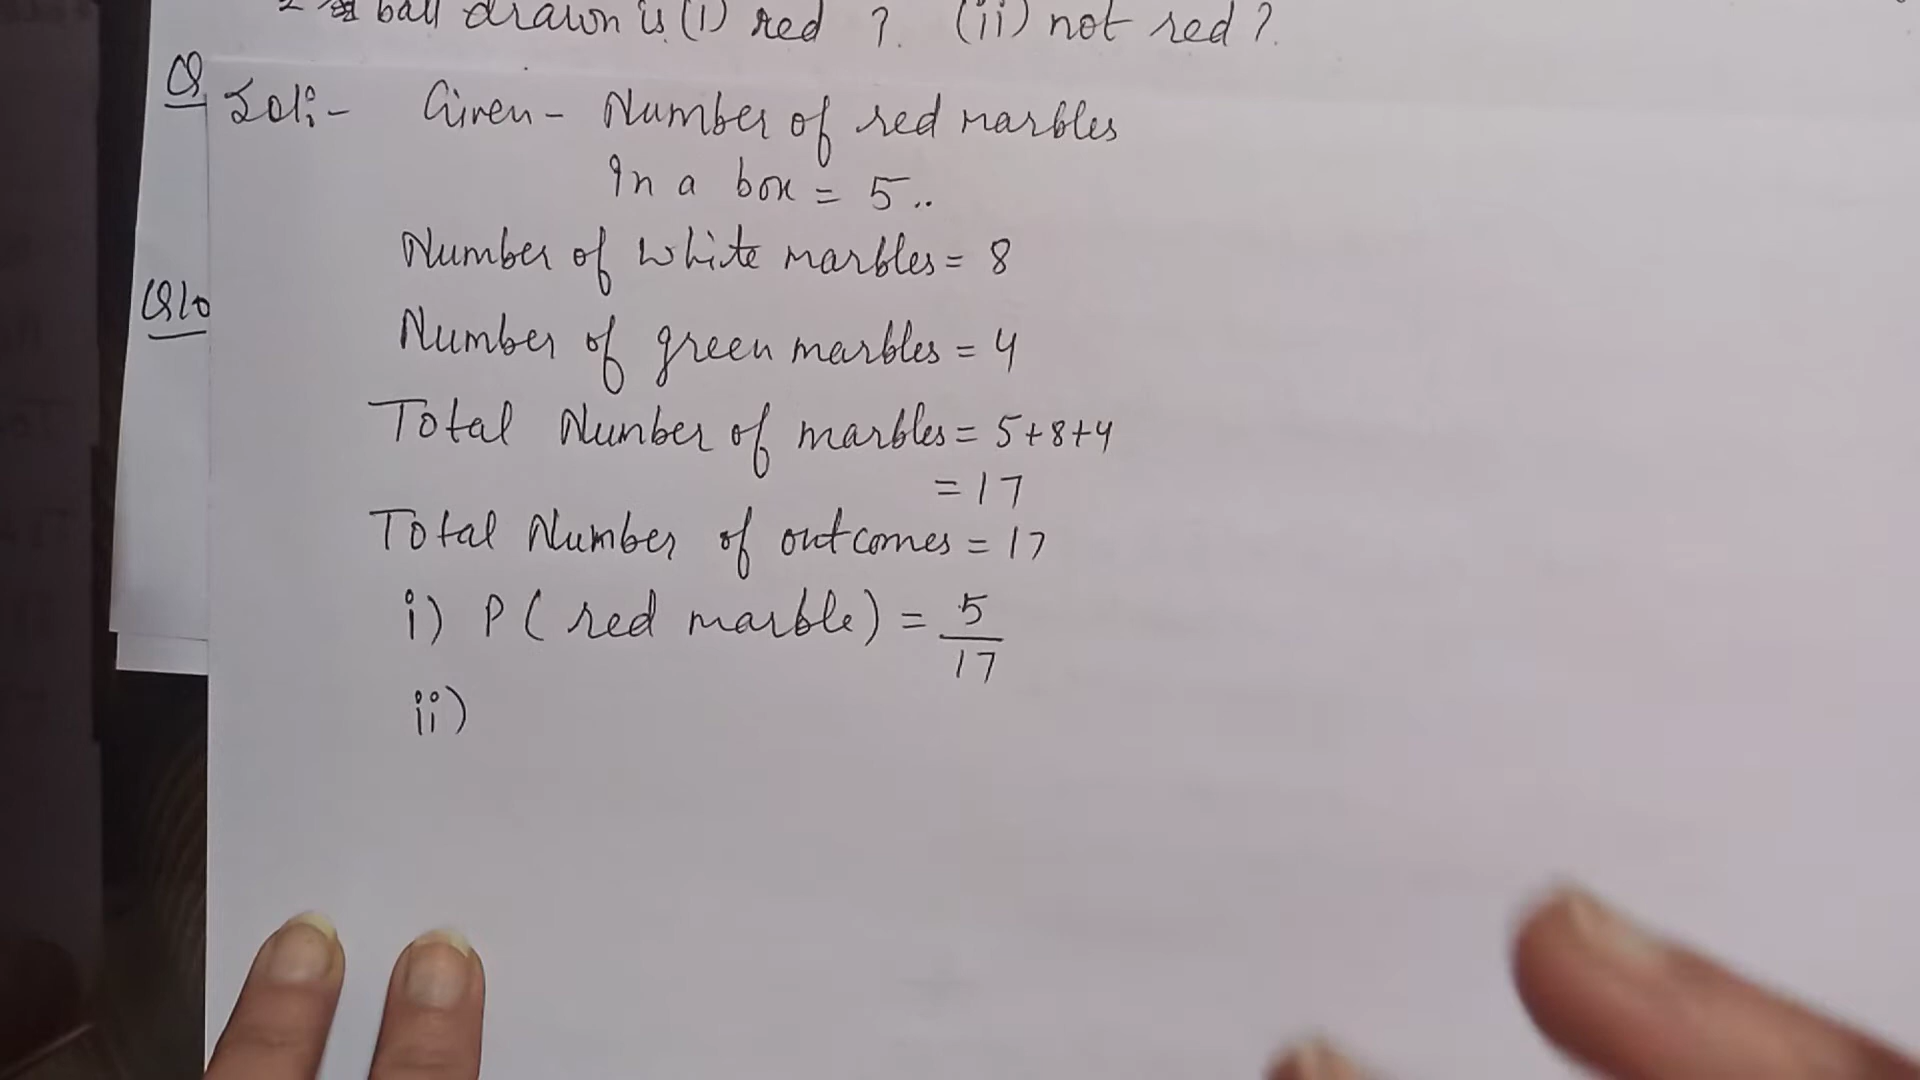 ball drawn is (i) red ? (ii) not red ?
Q
Sol:- Given - Number of red marbles
In a box = 5..
Number of white marbles = 8
Q10
Number of green marbles = 4
Total Number of marbles = 5+8+4
= 17
Total Number of outcomes = 17
i) P( red marble) = 5/17
ii)